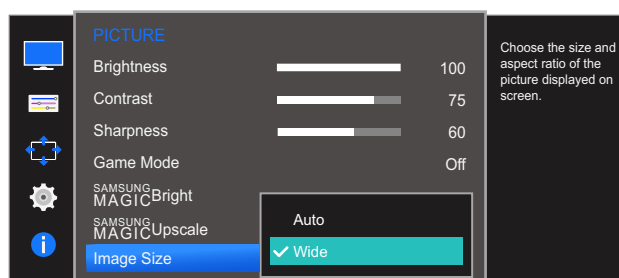 PICTURE
Brightness 100
Contrast 75
Sharpness 60
Game Mode Off
SAMSUNG
MAGICBright
SAMSUNG
MAGICUpscale
Image Size
Auto
Wide
Choose the size and
aspect ratio of the
picture displayed on
screen.